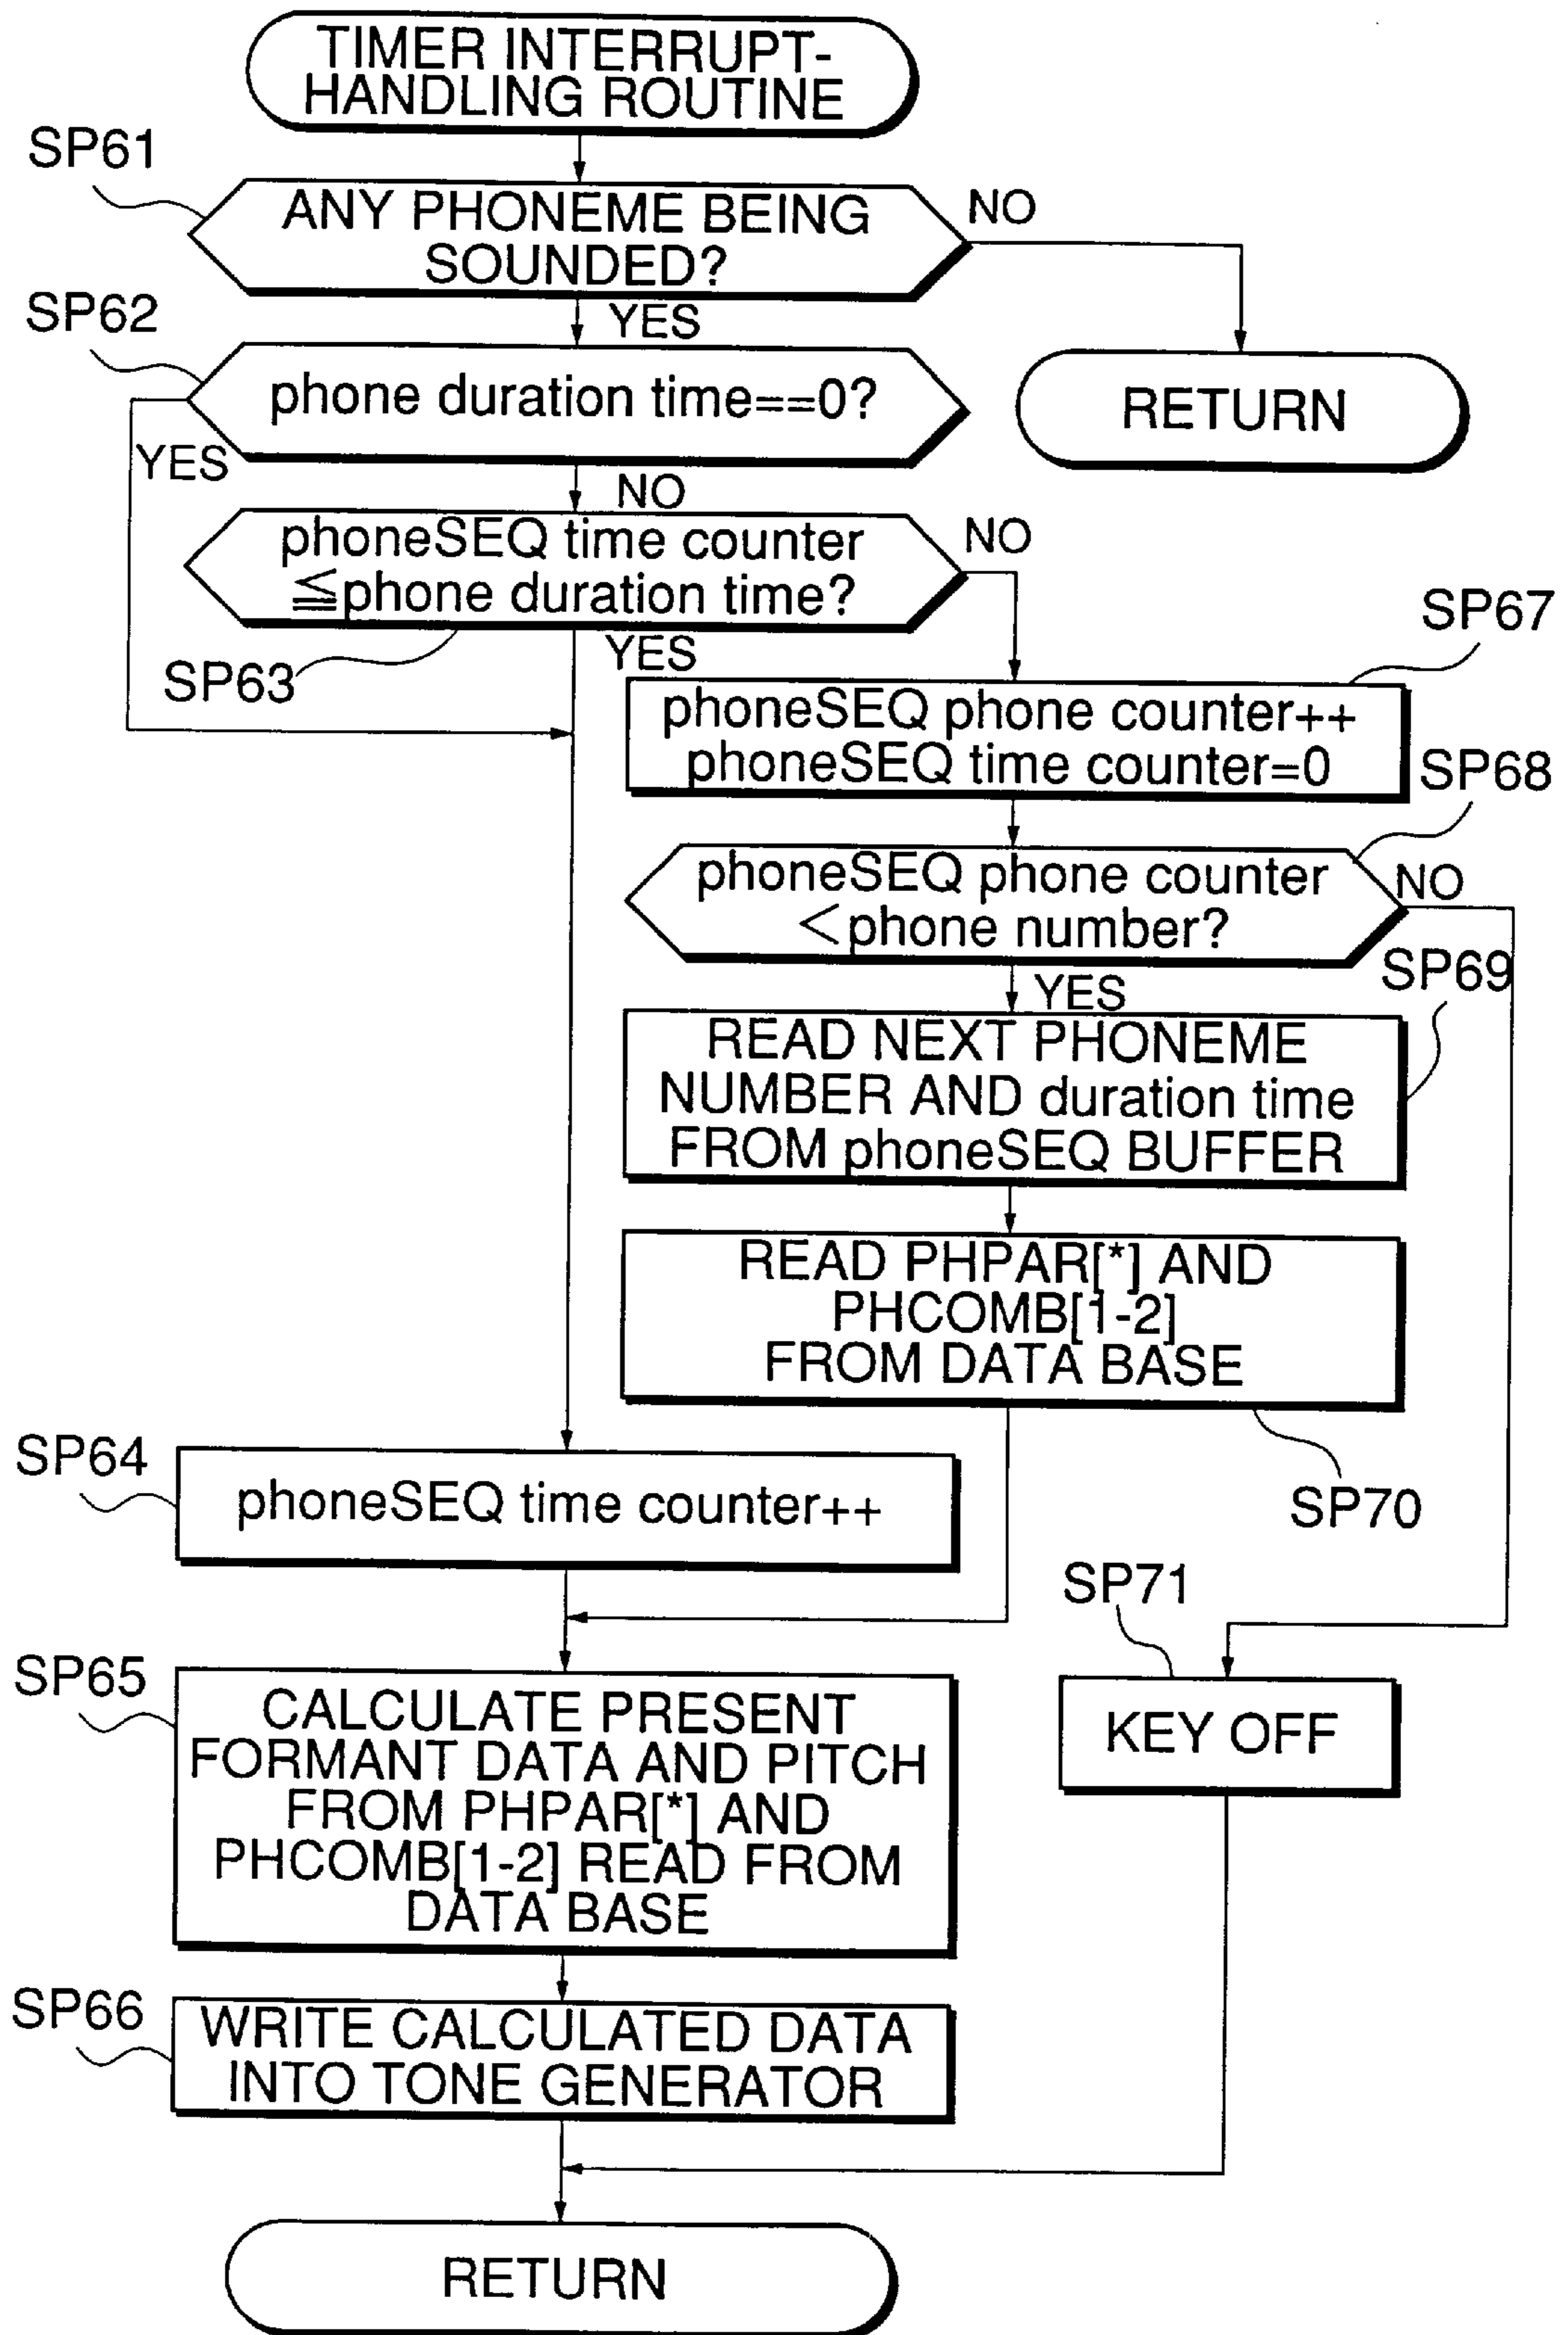 TIMER INTERRUPT-
HANDLING ROUTINE
SP61
ANY PHONEME BEING
SOUNDED?
NO
YES
SP62
phone duration time==0?
RETURN
YES
NO
phoneSEQ time counter
≦phone duration time?
NO
SP63
YES
SP67
phoneSEQ phone counter++
phoneSEQ time counter=0
SP68
phoneSEQ phone counter
<phone number?
NO
YES
SP69
READ NEXT PHONEME
NUMBER AND duration time
FROM phoneSEQ BUFFER
READ PHPAR[*] AND
PHCOMB[1-2]
FROM DATA BASE
SP70
SP64
phoneSEQ time counter++
SP71
KEY OFF
SP65
CALCULATE PRESENT
FORMANT DATA AND PITCH
FROM PHPAR[*] AND
PHCOMB[1-2] READ FROM
DATA BASE
SP66
WRITE CALCULATED DATA
INTO TONE GENERATOR
RETURN